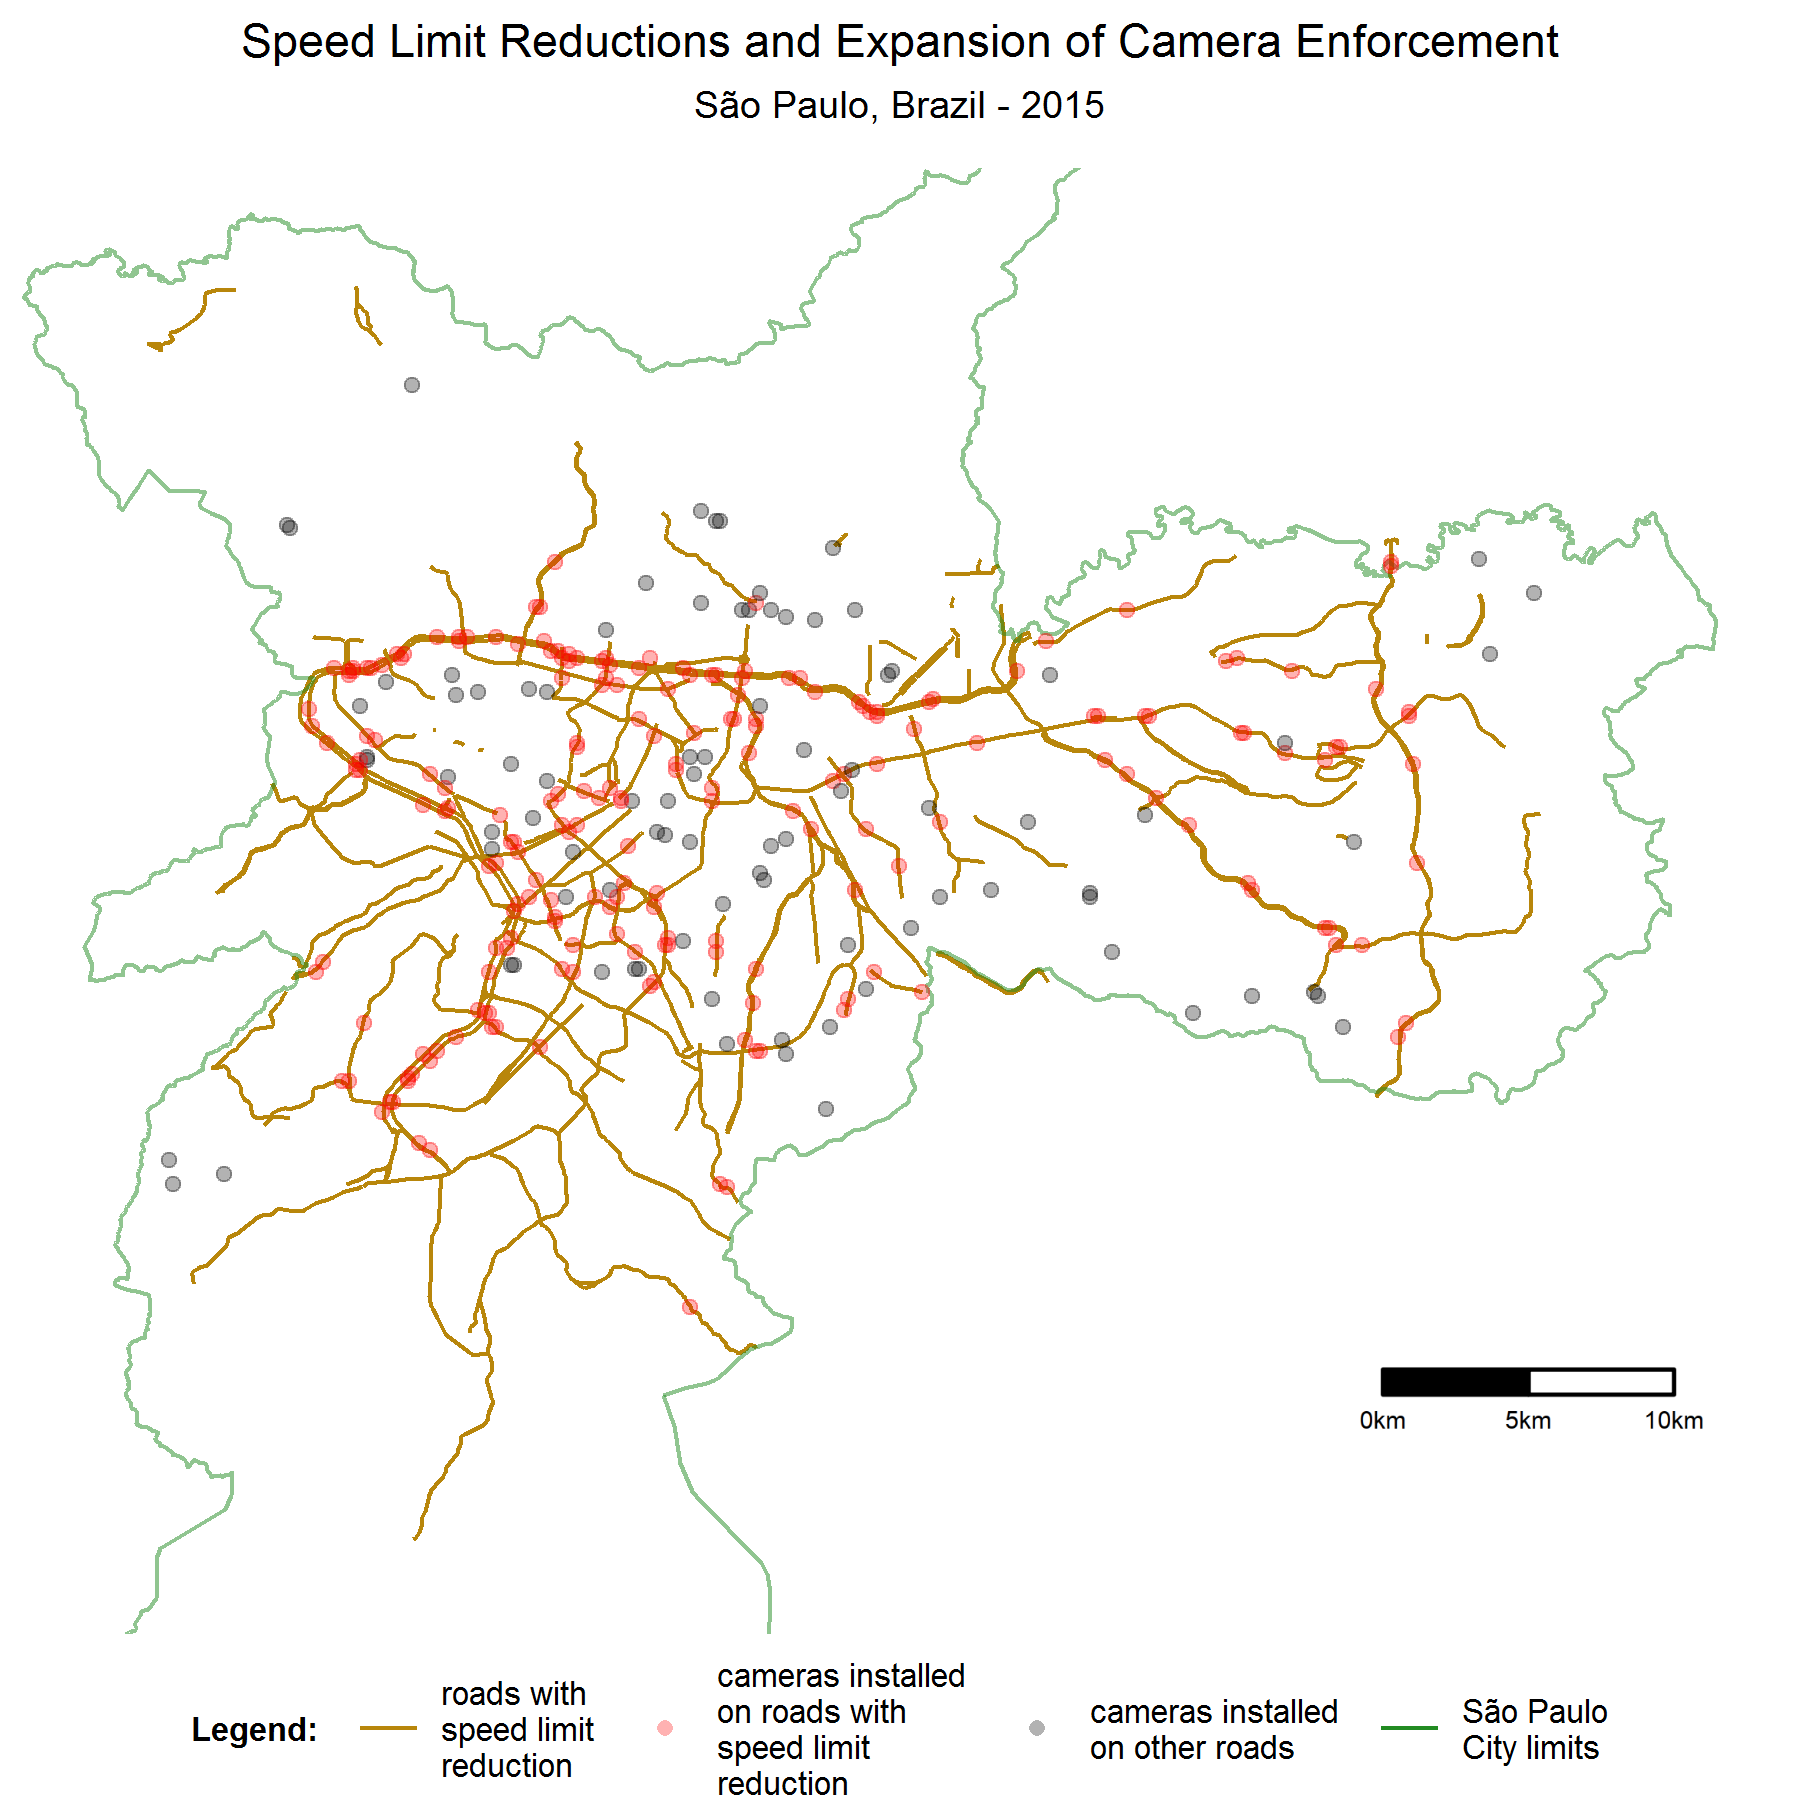 Speed Limit Reductions and Expansion of Camera Enforcement
São Paulo, Brazil - 2015
0km 5km 10km
Legend:
roads with
speed limit
reduction
cameras installed
on roads with
speed limit
reduction
cameras installed
on other roads
São Paulo
City limits